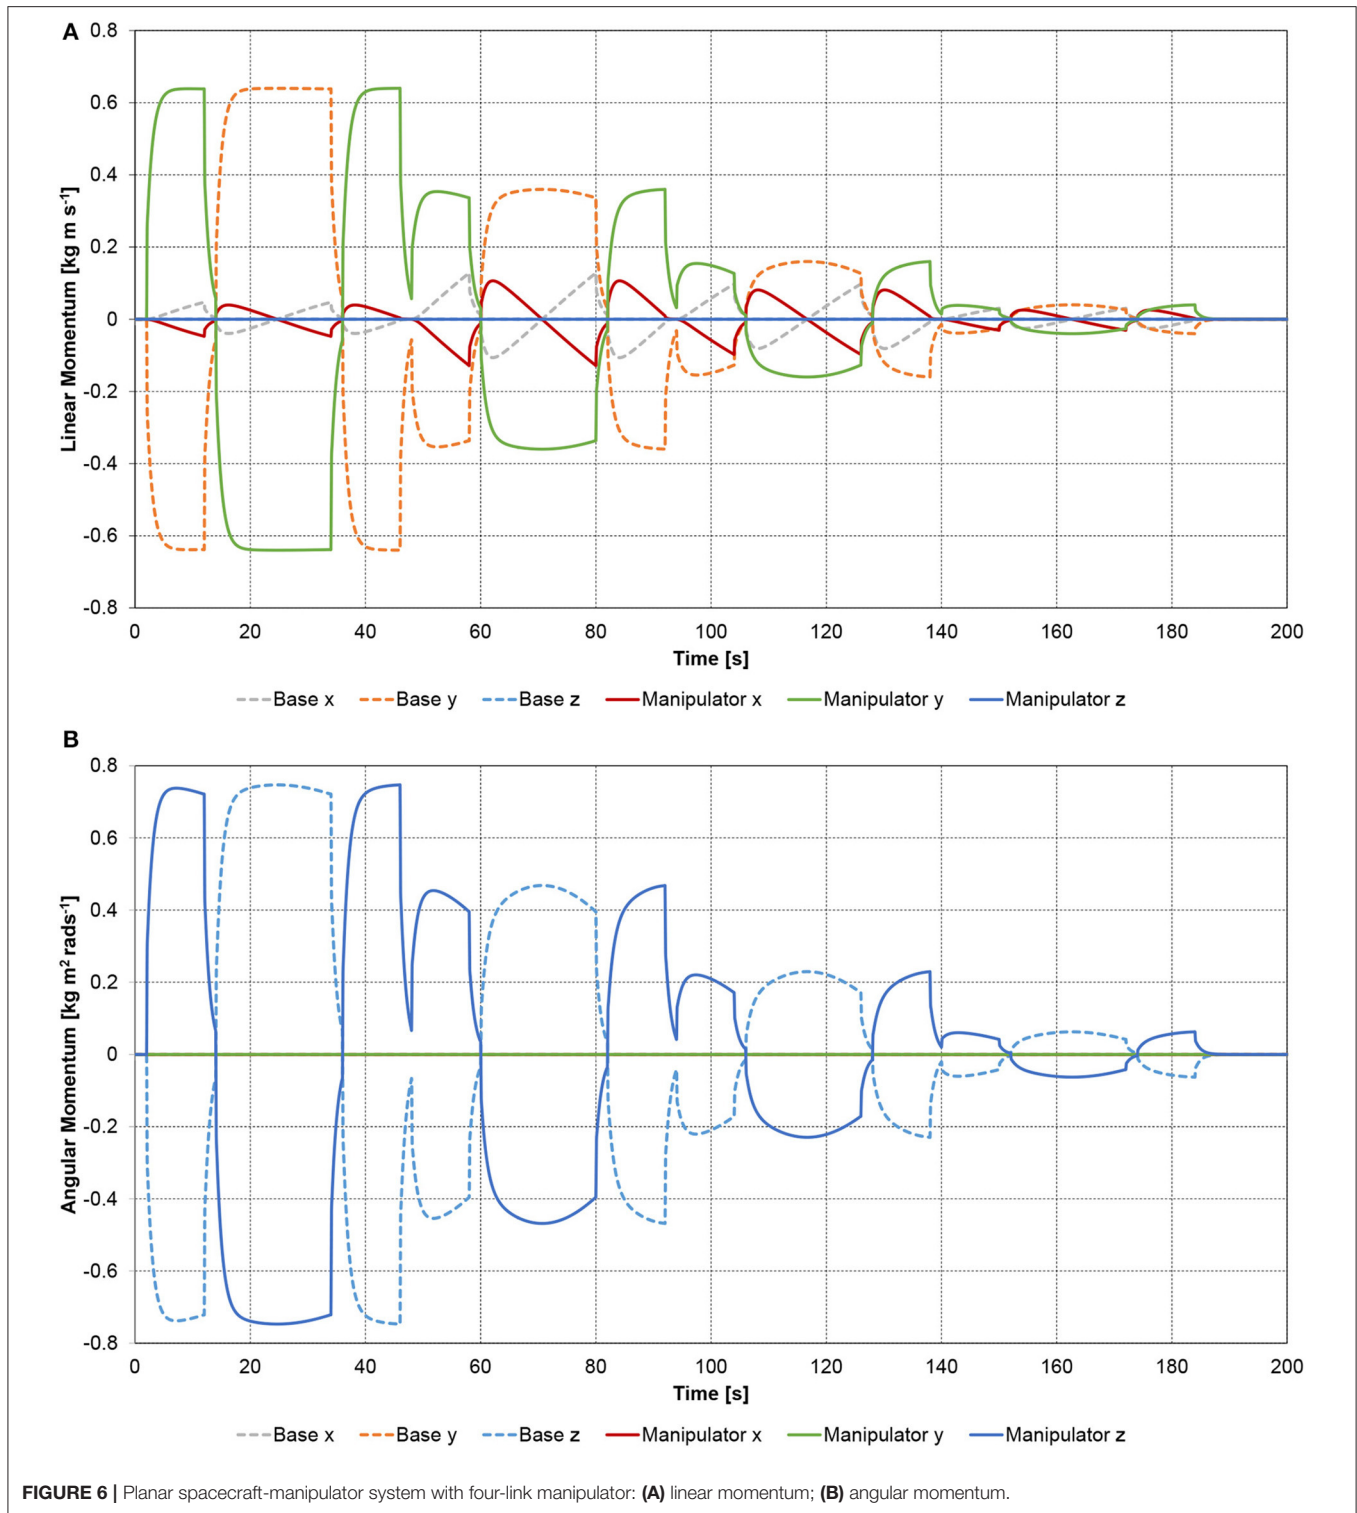 A
0.8
0.6
0.4
0.2
0
-0.2
-0.4
-0.6
-0.8
Linear Momentum [kg m s⁻¹]
0 20 40 60 80 100 120 140 160 180 200
Time [s]
Base x Base y Base z Manipulator x Manipulator y Manipulator z
B
0.8
0.6
0.4
0.2
0
-0.2
-0.4
-0.6
-0.8
Angular Momentum [kg m² rads⁻¹]
0 20 40 60 80 100 120 140 160 180 200
Time [s]
Base x Base y Base z Manipulator x Manipulator y Manipulator z
FIGURE 6 | Planar spacecraft-manipulator system with four-link manipulator: (A) linear momentum; (B) angular momentum.